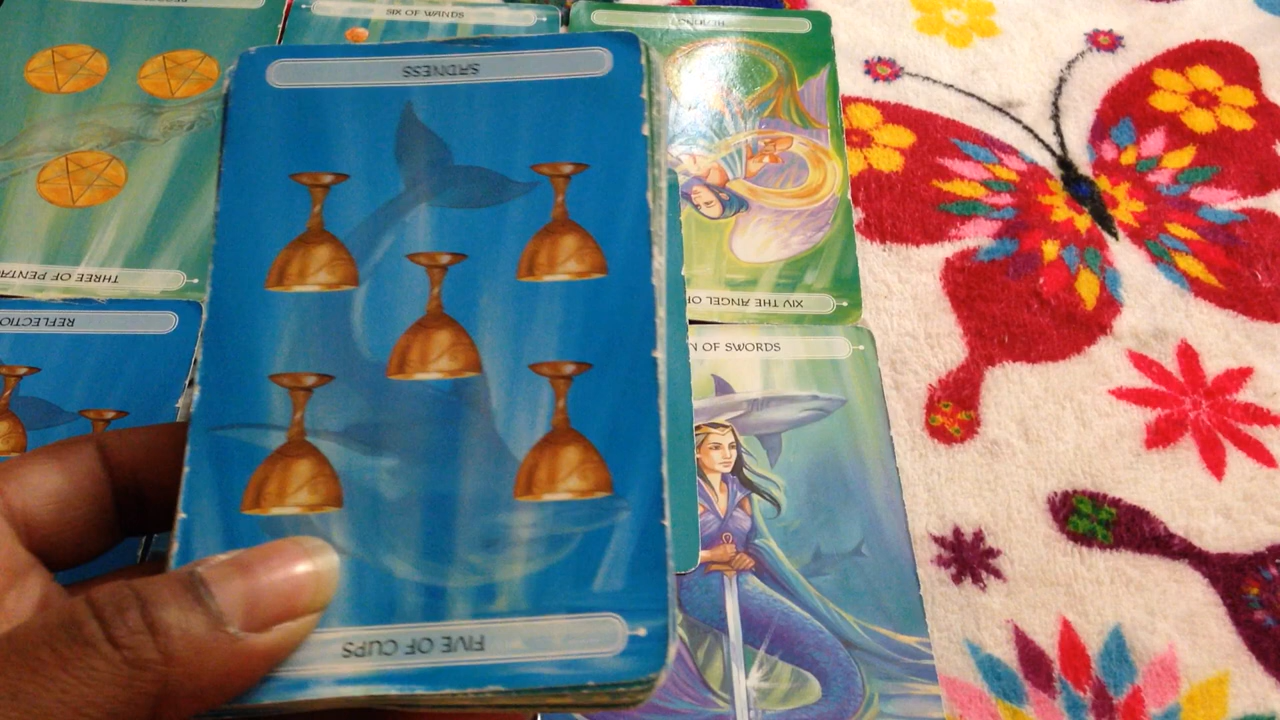 SIX OF WANDS
SADNESS
THREE OF PENTA
XIV THE ANGEL OF
REFLECTIO
N OF SWORDS
FIVE OF CUPS